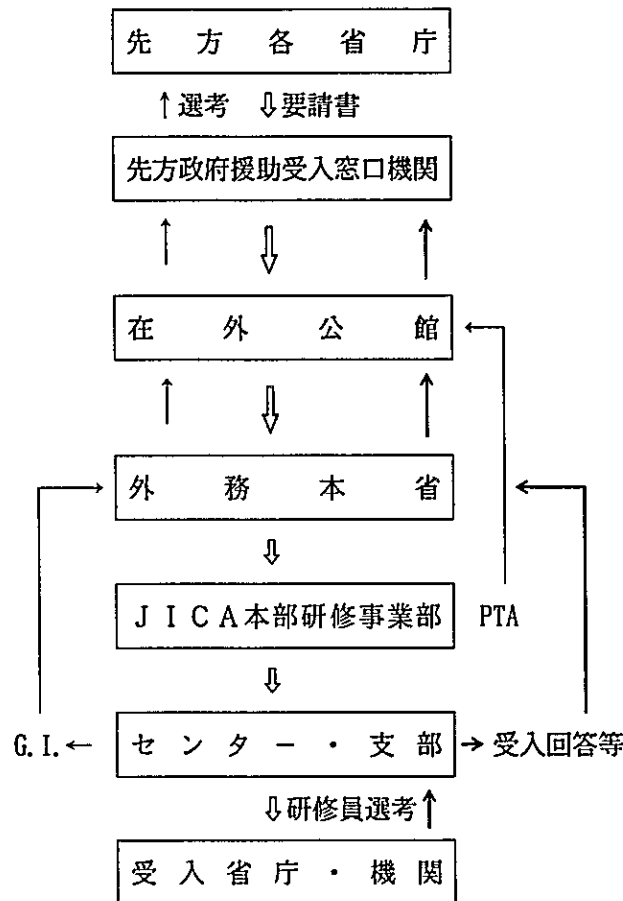 先方各省庁
↑選考 ⇩要請書
先方政府援助受入窓口機関
在外公館
外務本省
JICA本部研修事業部 PTA
G.I.← センター・支部 → 受入回答等
⇩研修員選考↑
受入省庁・機関